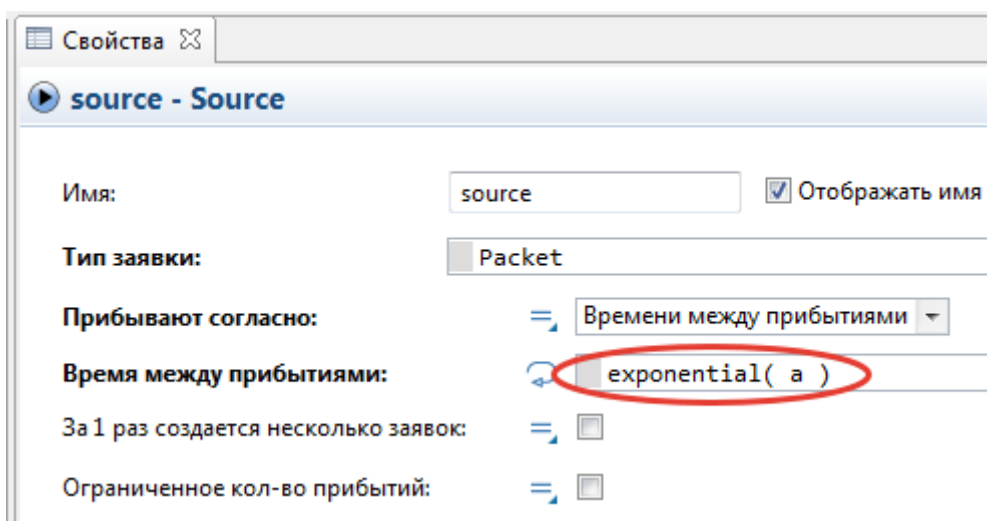 Свойства
source - Source
Имя: source Отображать имя
Тип заявки: Packet
Прибывают согласно: Времени между прибытиями
Время между прибытиями: exponential( a )
За 1 раз создается несколько заявок:
Ограниченное кол-во прибытий: